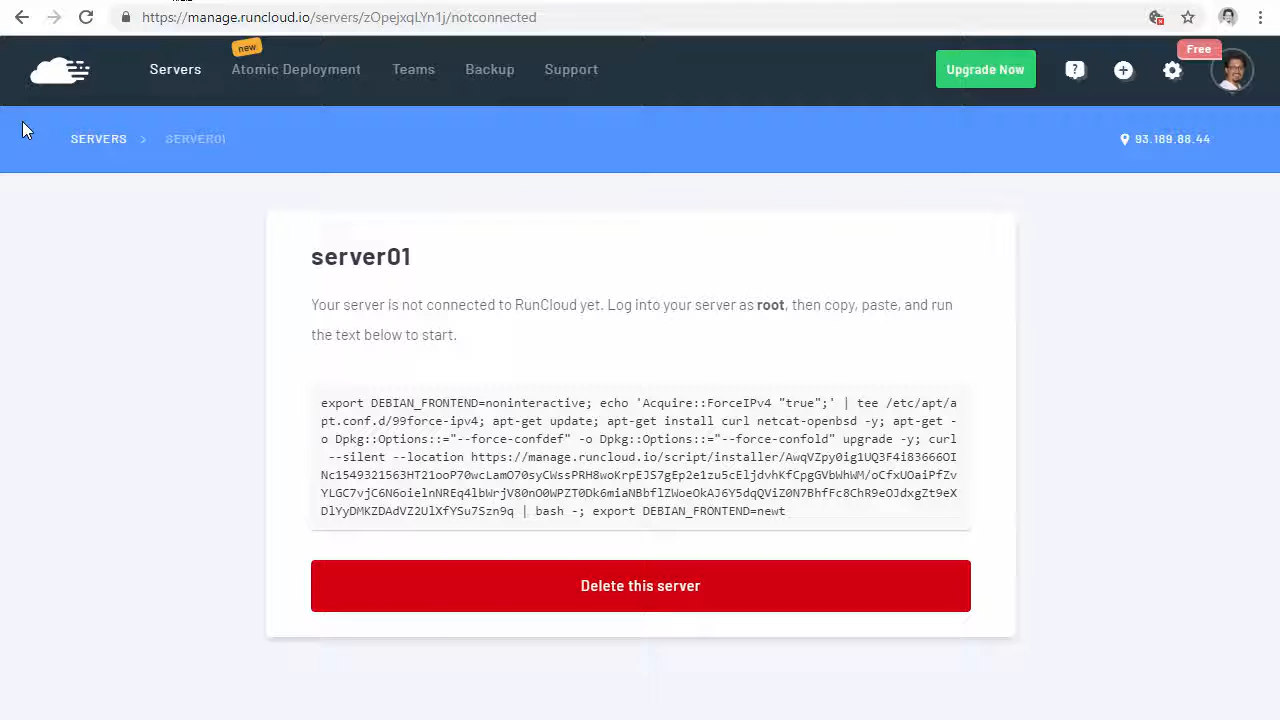 https://manage.runcloud.io/servers/zOpejxqLYn1j/notconnected
new
Free
Servers Atomic Deployment Teams Backup Support Upgrade Now
SERVERS > SERVER01 93.189.88.44
server01
Your server is not connected to RunCloud yet. Log into your server as root, then copy, paste, and run
the text below to start.
export DEBIAN_FRONTEND=noninteractive; echo 'Acquire::ForceIPv4 "true";' | tee /etc/apt/a
pt.conf.d/99force-ipv4; apt-get update; apt-get install curl netcat-openbsd -y; apt-get -
o Dpkg::Options::="--force-confdef" -o Dpkg::Options::="--force-confold" upgrade -y; curl
--silent --location https://manage.runcloud.io/script/installer/AwqVZpy0ig1UQ3F4i83666OI
Nc1549321563HT21ooP70wcLamO70syCWssPRH8woKrpEJS7gEp2e1zu5cEljdvhKfCpgGVbWhWM/oCfxUOaiPfZv
YLGC7vjC6N6oielnNREq4lbWrjV80nO0WPZT0Dk6miaNBbflZWoeOkAJ6Y5dqQViZ0N7BhfFc8ChR9eOJdxgZt9eX
DlYyDMKZDAdVZ2UlXfYSu7Szn9q | bash -; export DEBIAN_FRONTEND=newt
Delete this server